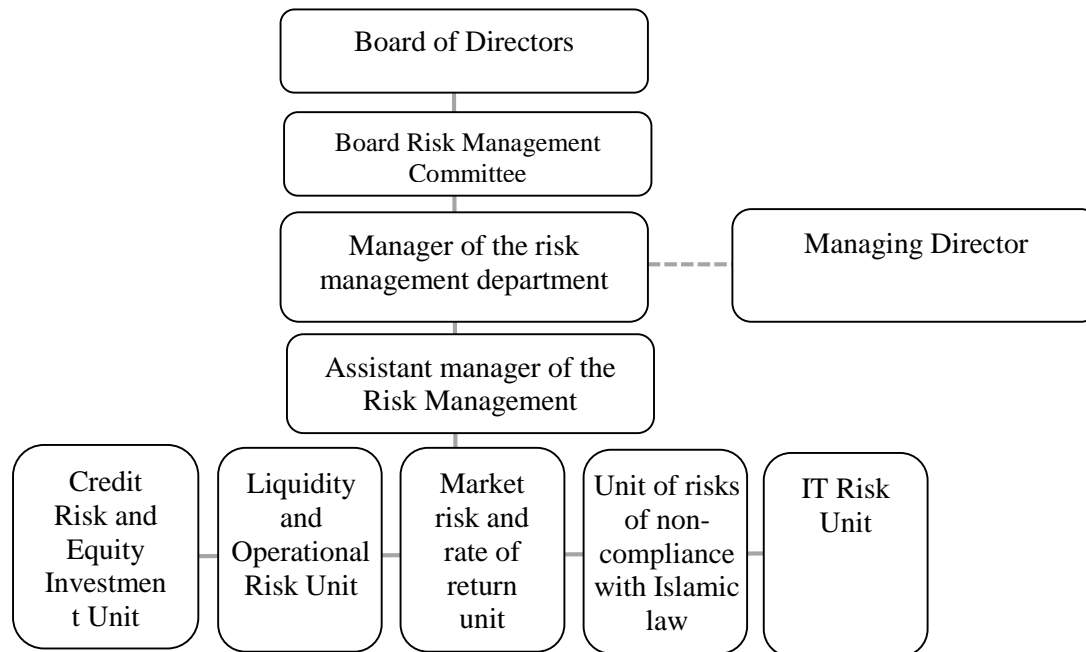 Board of Directors
Board Risk Management
Committee
Manager of the risk
management department
Managing Director
Assistant manager of the
Risk Management
Credit
Risk and
Equity
Investmen
t Unit
Liquidity
and
Operational
Risk Unit
Market
risk and
rate of
return
unit
Unit of risks
of non-
compliance
with Islamic
law
IT Risk
Unit